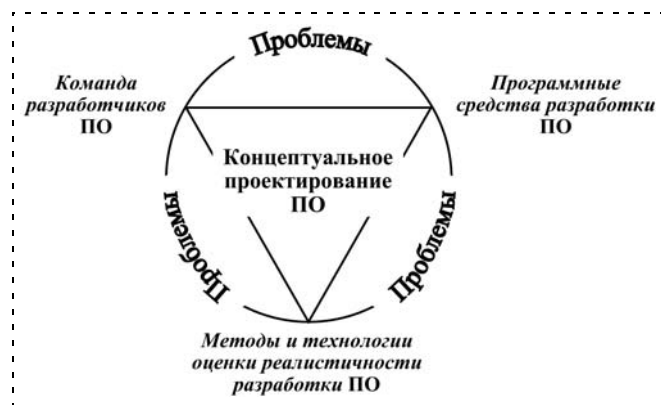 Проблемы
Команда
разработчиков
ПО
Программные
средства разработки
ПО
Концептуальное
проектирование
ПО
Проблемы
Проблемы
Методы и технологии
оценки реалистичности
разработки ПО